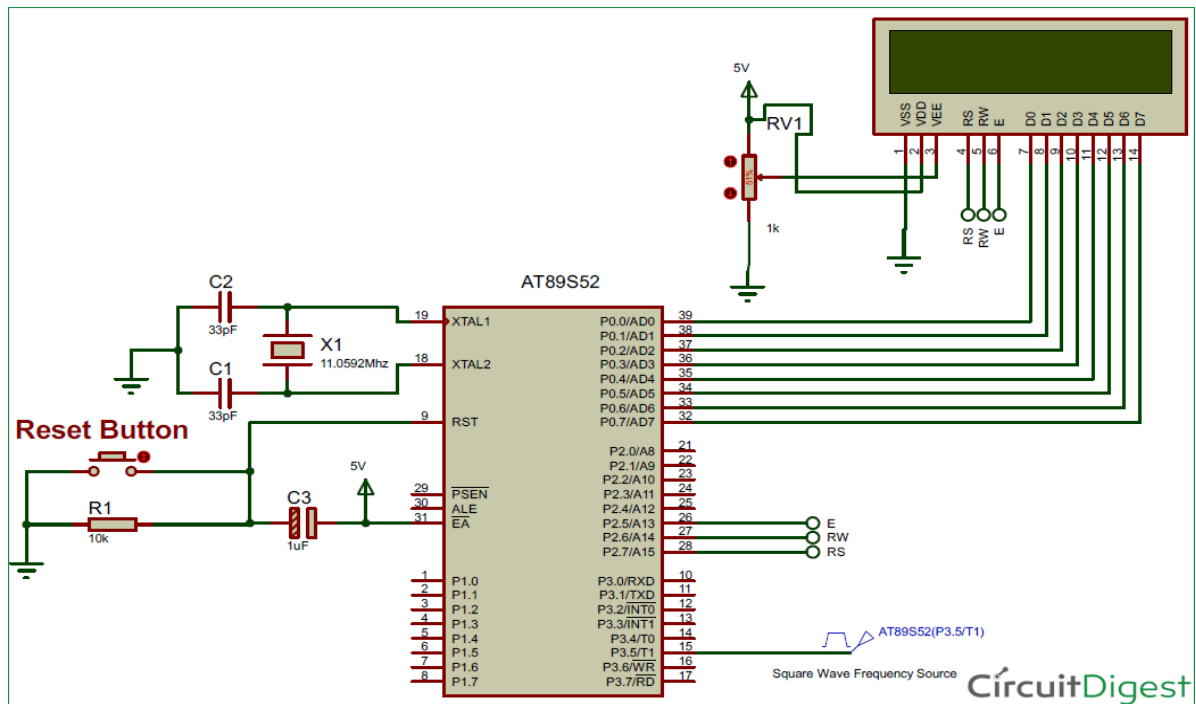 5V
RV1
51%
1k
VSS
VDD
VEE
RS
RW
E
D0
D1
D2
D3
D4
D5
D6
D7
1
2
3
4
5
6
7
8
9
10
11
12
13
14
RS
RW
E
C2
33pF
X1
11.0592Mhz
C1
33pF
Reset Button
R1
10k
C3
1uF
5V
AT89S52
19 XTAL1
18 XTAL2
9 RST
29 PSEN
30 ALE
31 EA
1 P1.0
2 P1.1
3 P1.2
4 P1.3
5 P1.4
6 P1.5
7 P1.6
8 P1.7
P0.0/AD0 39
P0.1/AD1 38
P0.2/AD2 37
P0.3/AD3 36
P0.4/AD4 35
P0.5/AD5 34
P0.6/AD6 33
P0.7/AD7 32
P2.0/A8 21
P2.1/A9 22
P2.2/A10 23
P2.3/A11 24
P2.4/A12 25
P2.5/A13 26
P2.6/A14 27
P2.7/A15 28
P3.0/RXD 10
P3.1/TXD 11
P3.2/INT0 12
P3.3/INT1 13
P3.4/T0 14
P3.5/T1 15
P3.6/WR 16
P3.7/RD 17
E
RW
RS
AT89S52(P3.5/T1)
Square Wave Frequency Source
CircuitDigest